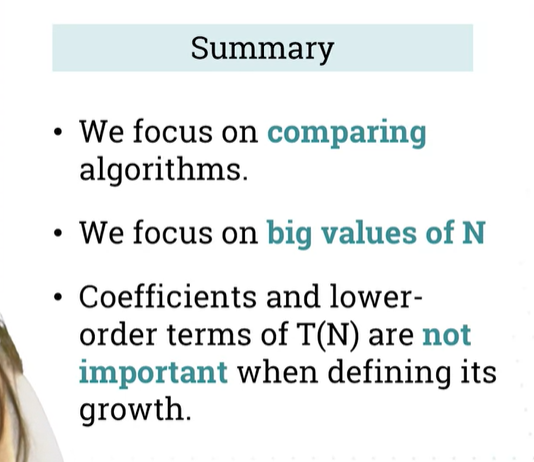 Summary
• We focus on comparing
algorithms.
• We focus on big values of N
• Coefficients and lower-
order terms of T(N) are not
important when defining its
growth.